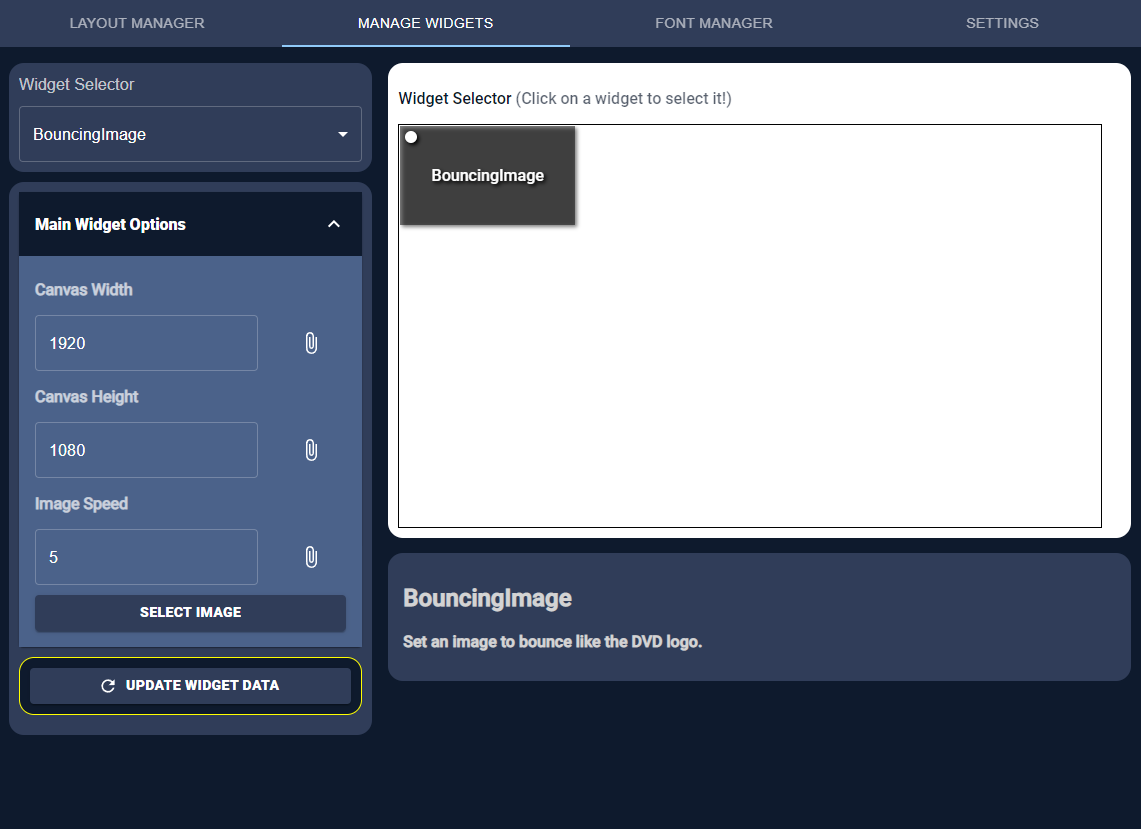 LAYOUT MANAGER
MANAGE WIDGETS
FONT MANAGER
SETTINGS
Widget Selector
BouncingImage
Main Widget Options
Canvas Width
1920
Canvas Height
1080
Image Speed
5
SELECT IMAGE
UPDATE WIDGET DATA
Widget Selector (Click on a widget to select it!)
BouncingImage
BouncingImage
Set an image to bounce like the DVD logo.